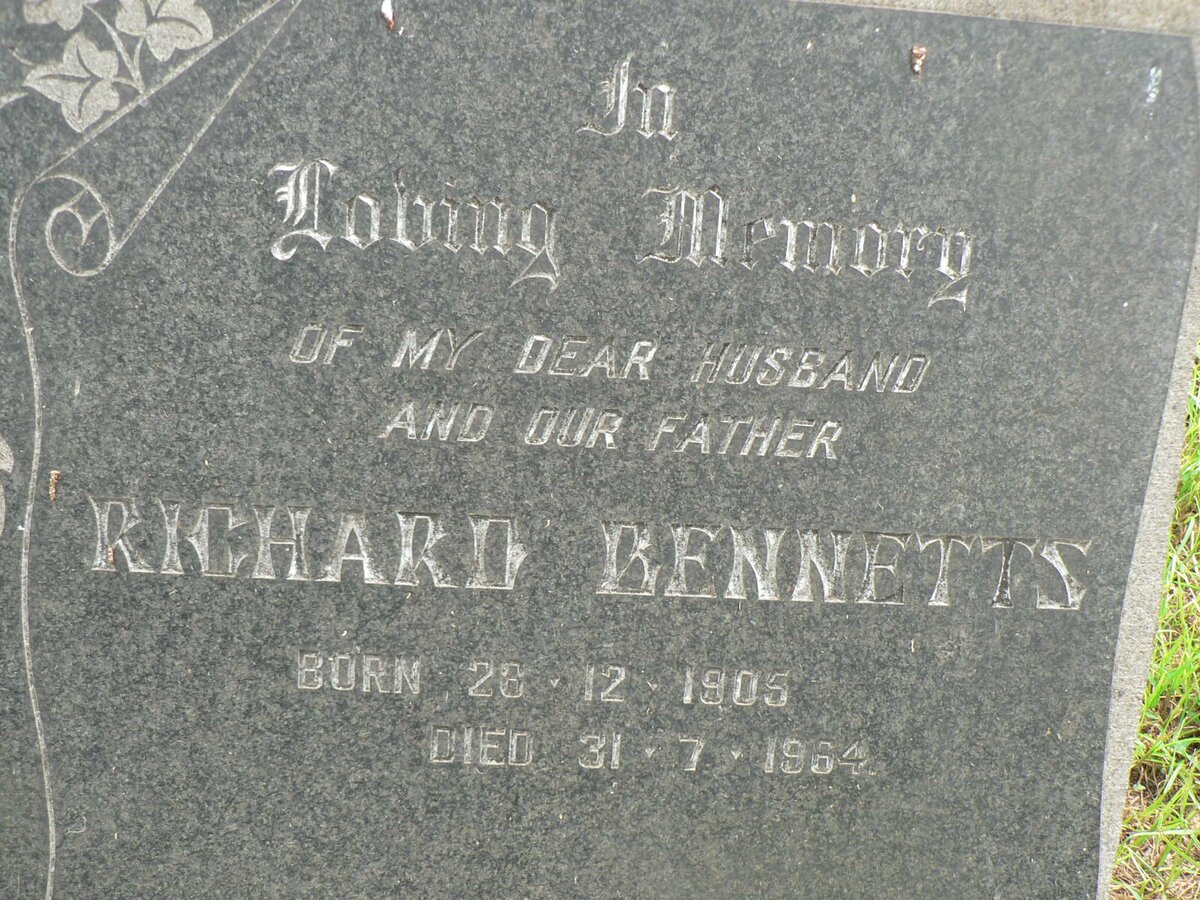 In
Loving Memory
OF MY DEAR HUSBAND
AND OUR FATHER
RICHARD BENNETTS
BORN 28 · 12 · 1905
DIED 31 · 7 · 1964.